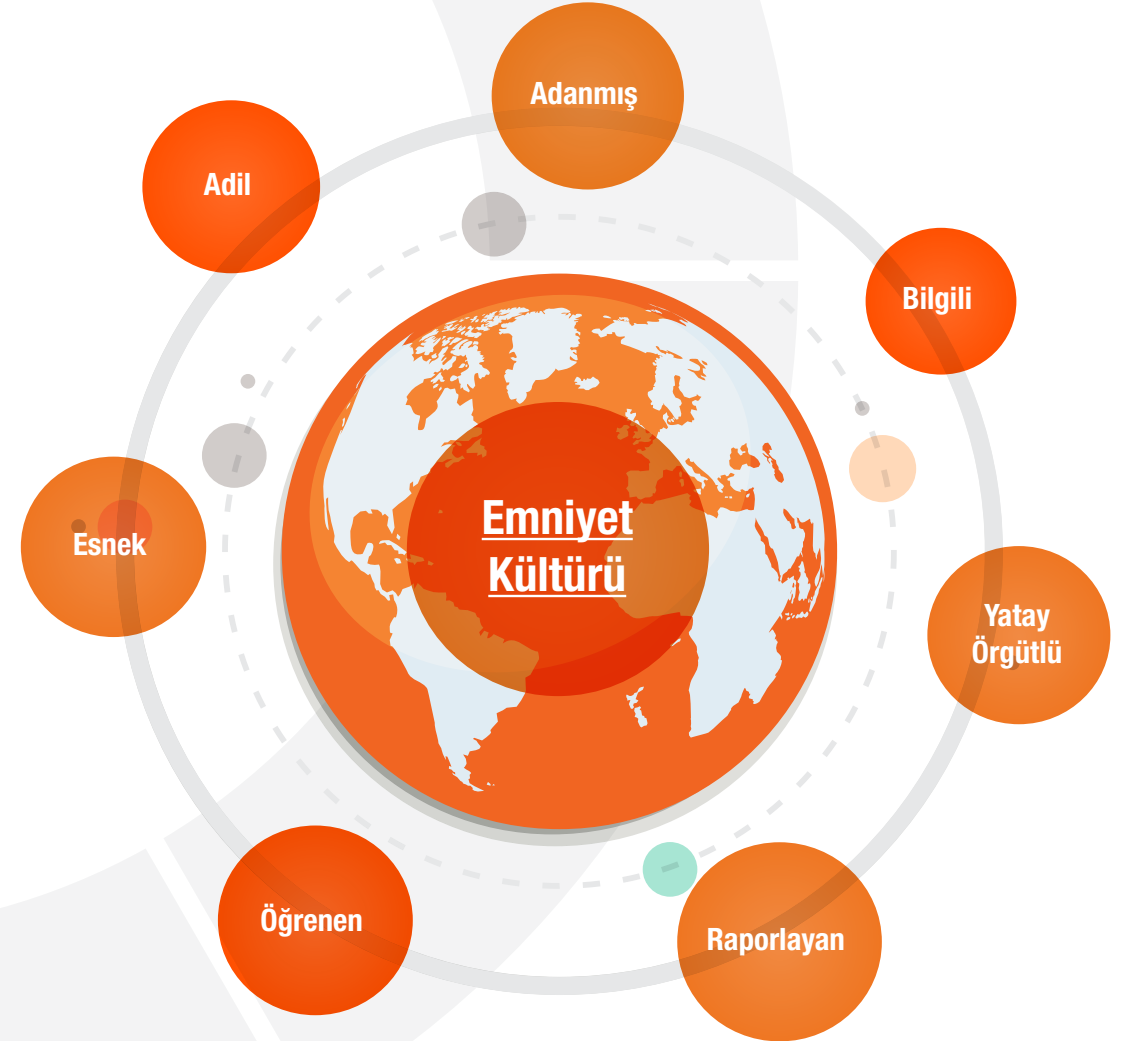 Adanmış
Adil
Bilgili
Emniyet
Kültürü
Esnek
Yatay
Örgütlü
Öğrenen
Raporlayan